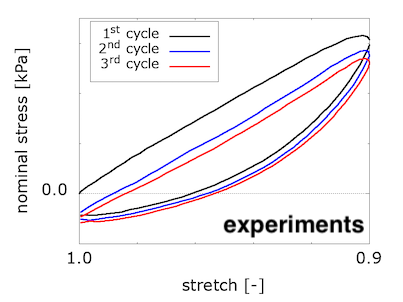 1st cycle
2nd cycle
3rd cycle
nominal stress [kPa]
0.0
experiments
1.0
0.9
stretch [-]